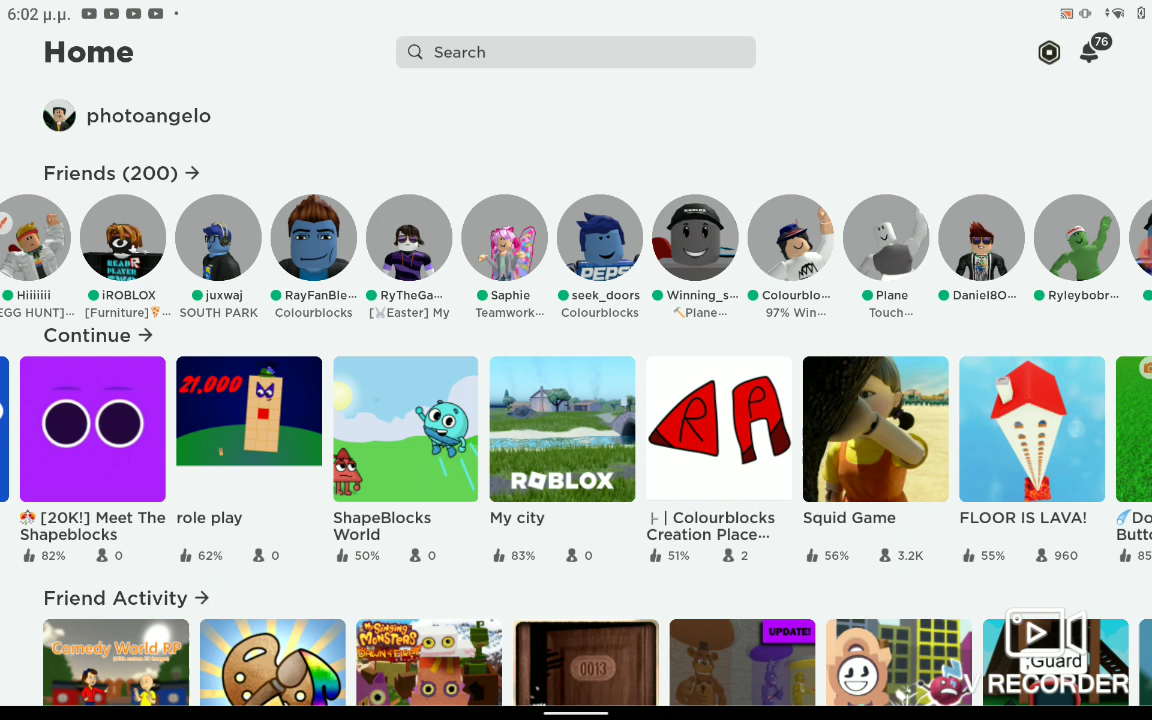 6:02 μ.μ.
Home
Search
76
photoangelo
Friends (200) →
Hiiiiiii
iROBLOX
juxwaj
RayFanBle...
RyTheGa...
Saphie
seek_doors
Winning_s...
Colourblo...
Plane
Daniel8O...
Ryleybobr...
EGG HUNT]...
[Furniture]🍕...
SOUTH PARK
Colourblocks
[🐰Easter] My
Teamwork...
Colourblocks
🔨Plane...
97% Win...
Touch...
READ
PLAYER
PEPS
ROBLOX
Continue →
21,000
ROBLOX
R A
[20K!] Meet The
Shapeblocks
role play
ShapeBlocks
World
My city
⊦ | Colourblocks
Creation Place...
Squid Game
FLOOR IS LAVA!
Do
Butto
82% 0
62% 0
50% 0
83% 0
51% 2
56% 3.2K
55% 960
85
Friend Activity →
Comedy World RP
My Singing
Monsters
0013
UPDATE!
;Guard
V RECORDER